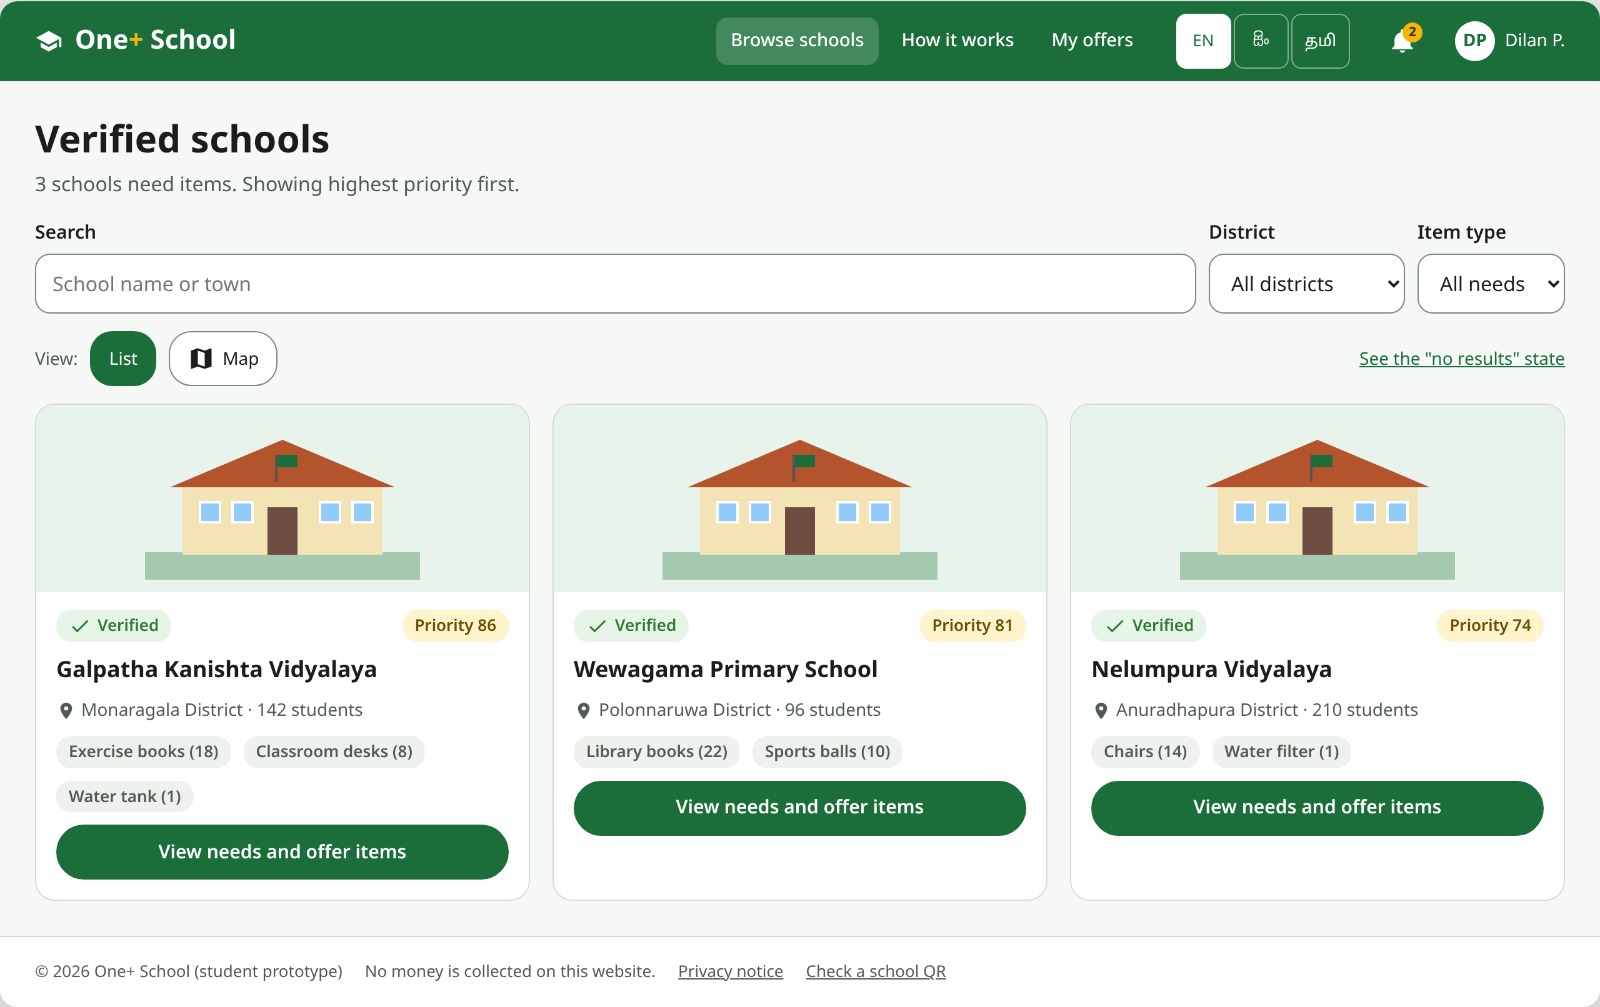 One+ School
Browse schools
How it works
My offers
EN
සිං
தமி
2
DP
Dilan P.
Verified schools
3 schools need items. Showing highest priority first.
Search
District
Item type
School name or town
All districts
All needs
View:
List
Map
See the "no results" state
Verified
Priority 86
Galpatha Kanishta Vidyalaya
Monaragala District · 142 students
Exercise books (18)
Classroom desks (8)
Water tank (1)
View needs and offer items
Verified
Priority 81
Wewagama Primary School
Polonnaruwa District · 96 students
Library books (22)
Sports balls (10)
View needs and offer items
Verified
Priority 74
Nelumpura Vidyalaya
Anuradhapura District · 210 students
Chairs (14)
Water filter (1)
View needs and offer items
© 2026 One+ School (student prototype)
No money is collected on this website.
Privacy notice
Check a school QR